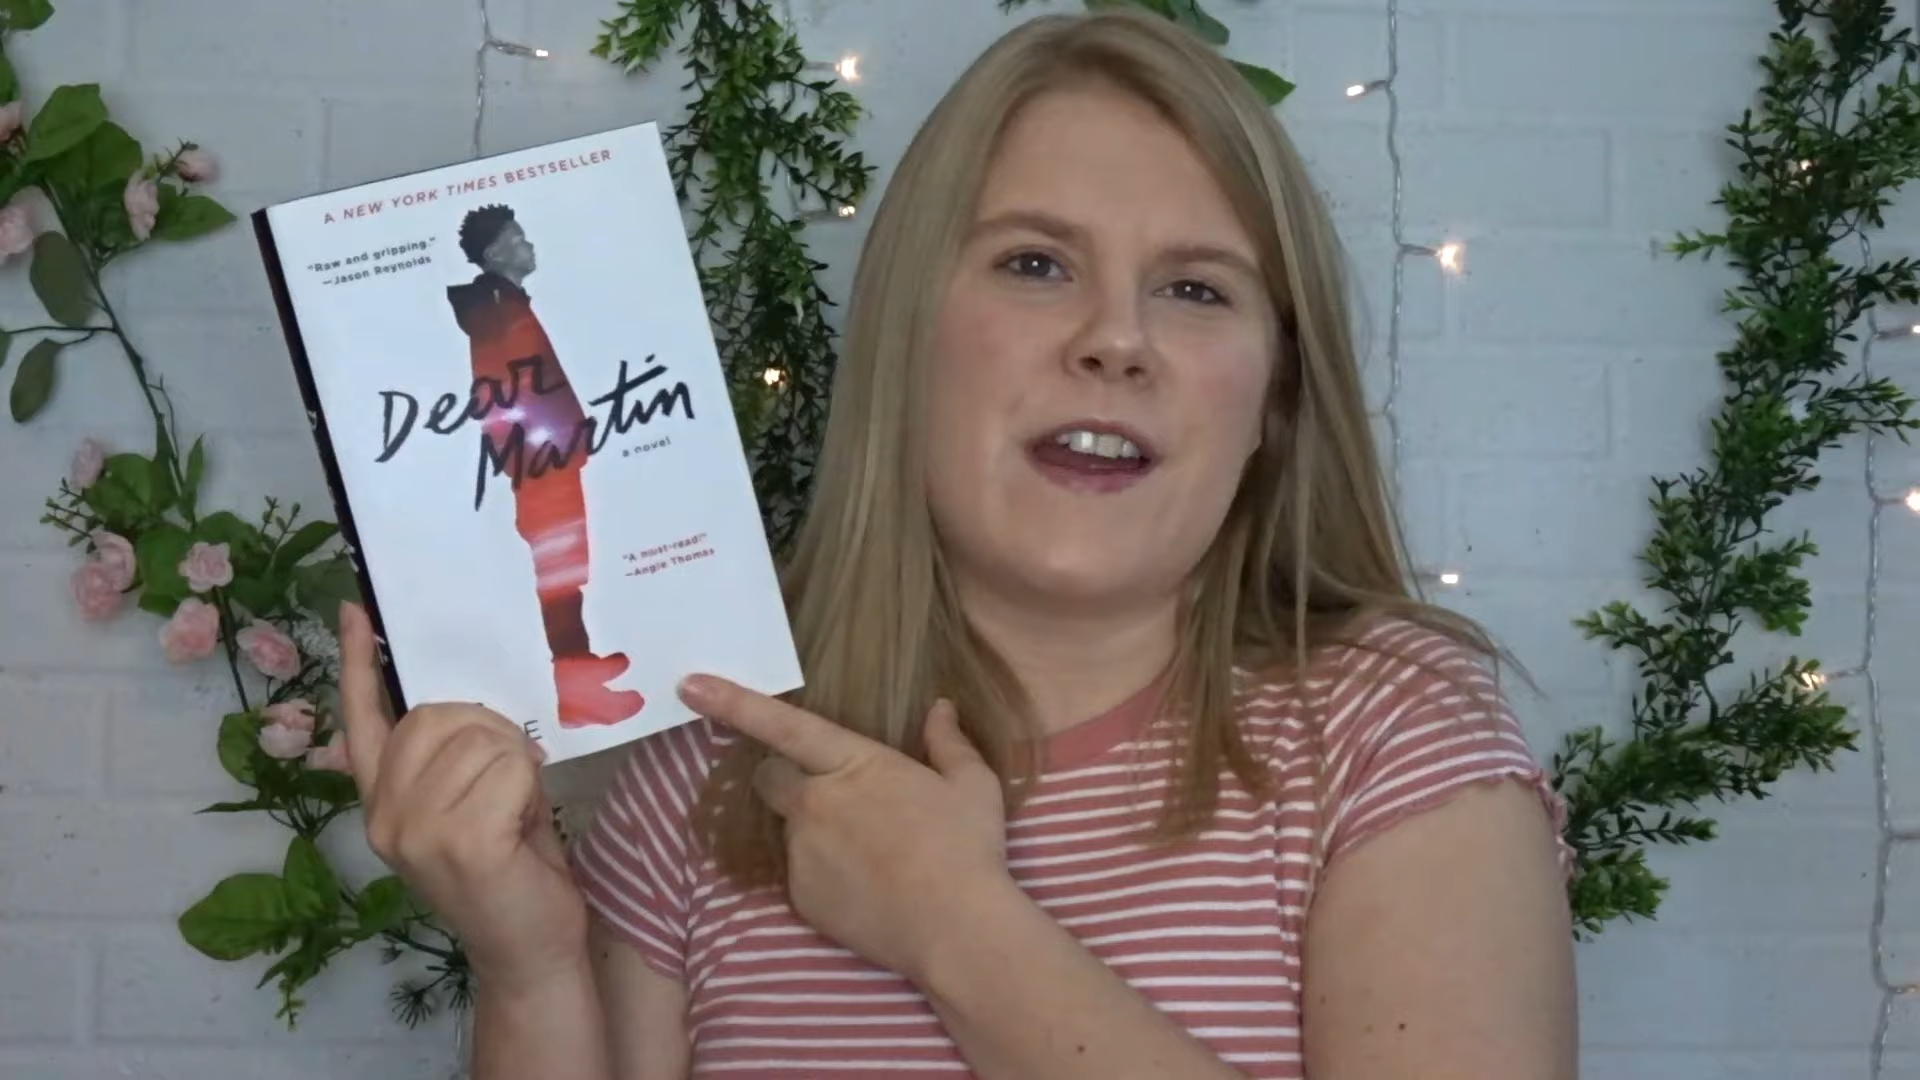 A NEW YORK TIMES BESTSELLER
"Raw and gripping."
—Jason Reynolds
Dear
Martin
a novel
"A must-read!"
—Angie Thomas